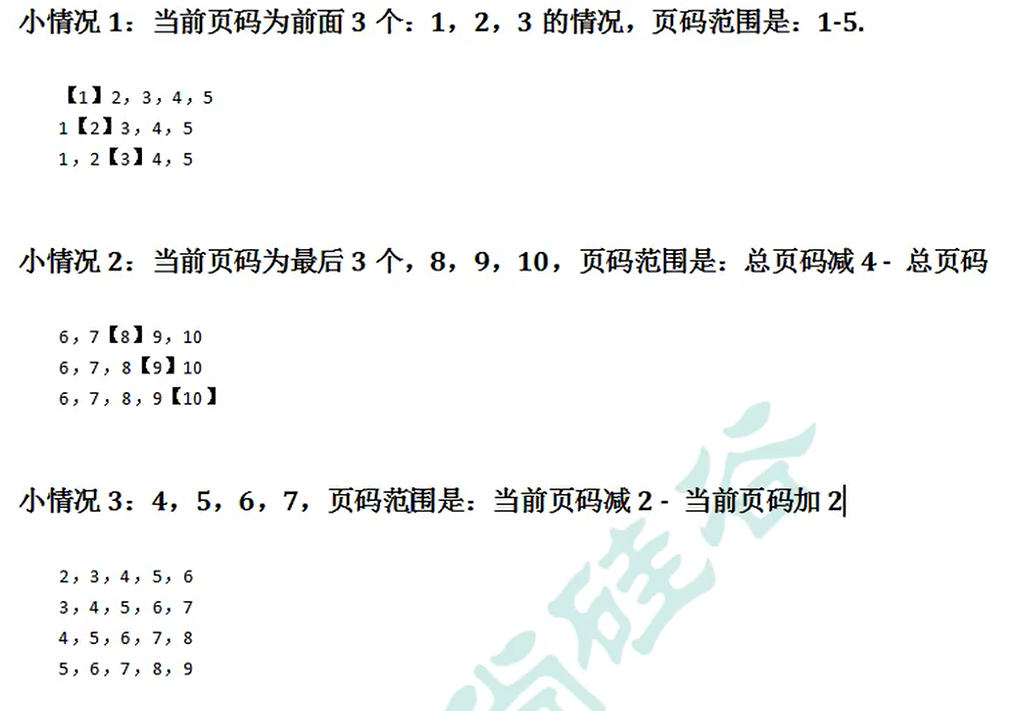 小情况 1：当前页码为前面 3 个：1，2，3 的情况，页码范围是：1-5.
【1】2，3，4，5
1【2】3，4，5
1，2【3】4，5
小情况 2：当前页码为最后 3 个，8，9，10，页码范围是：总页码减 4 - 总页码
6，7【8】9，10
6，7，8【9】10
6，7，8，9【10】
小情况 3：4，5，6，7，页码范围是：当前页码减 2 - 当前页码加 2
2，3，4，5，6
3，4，5，6，7
4，5，6，7，8
5，6，7，8，9
尚硅谷